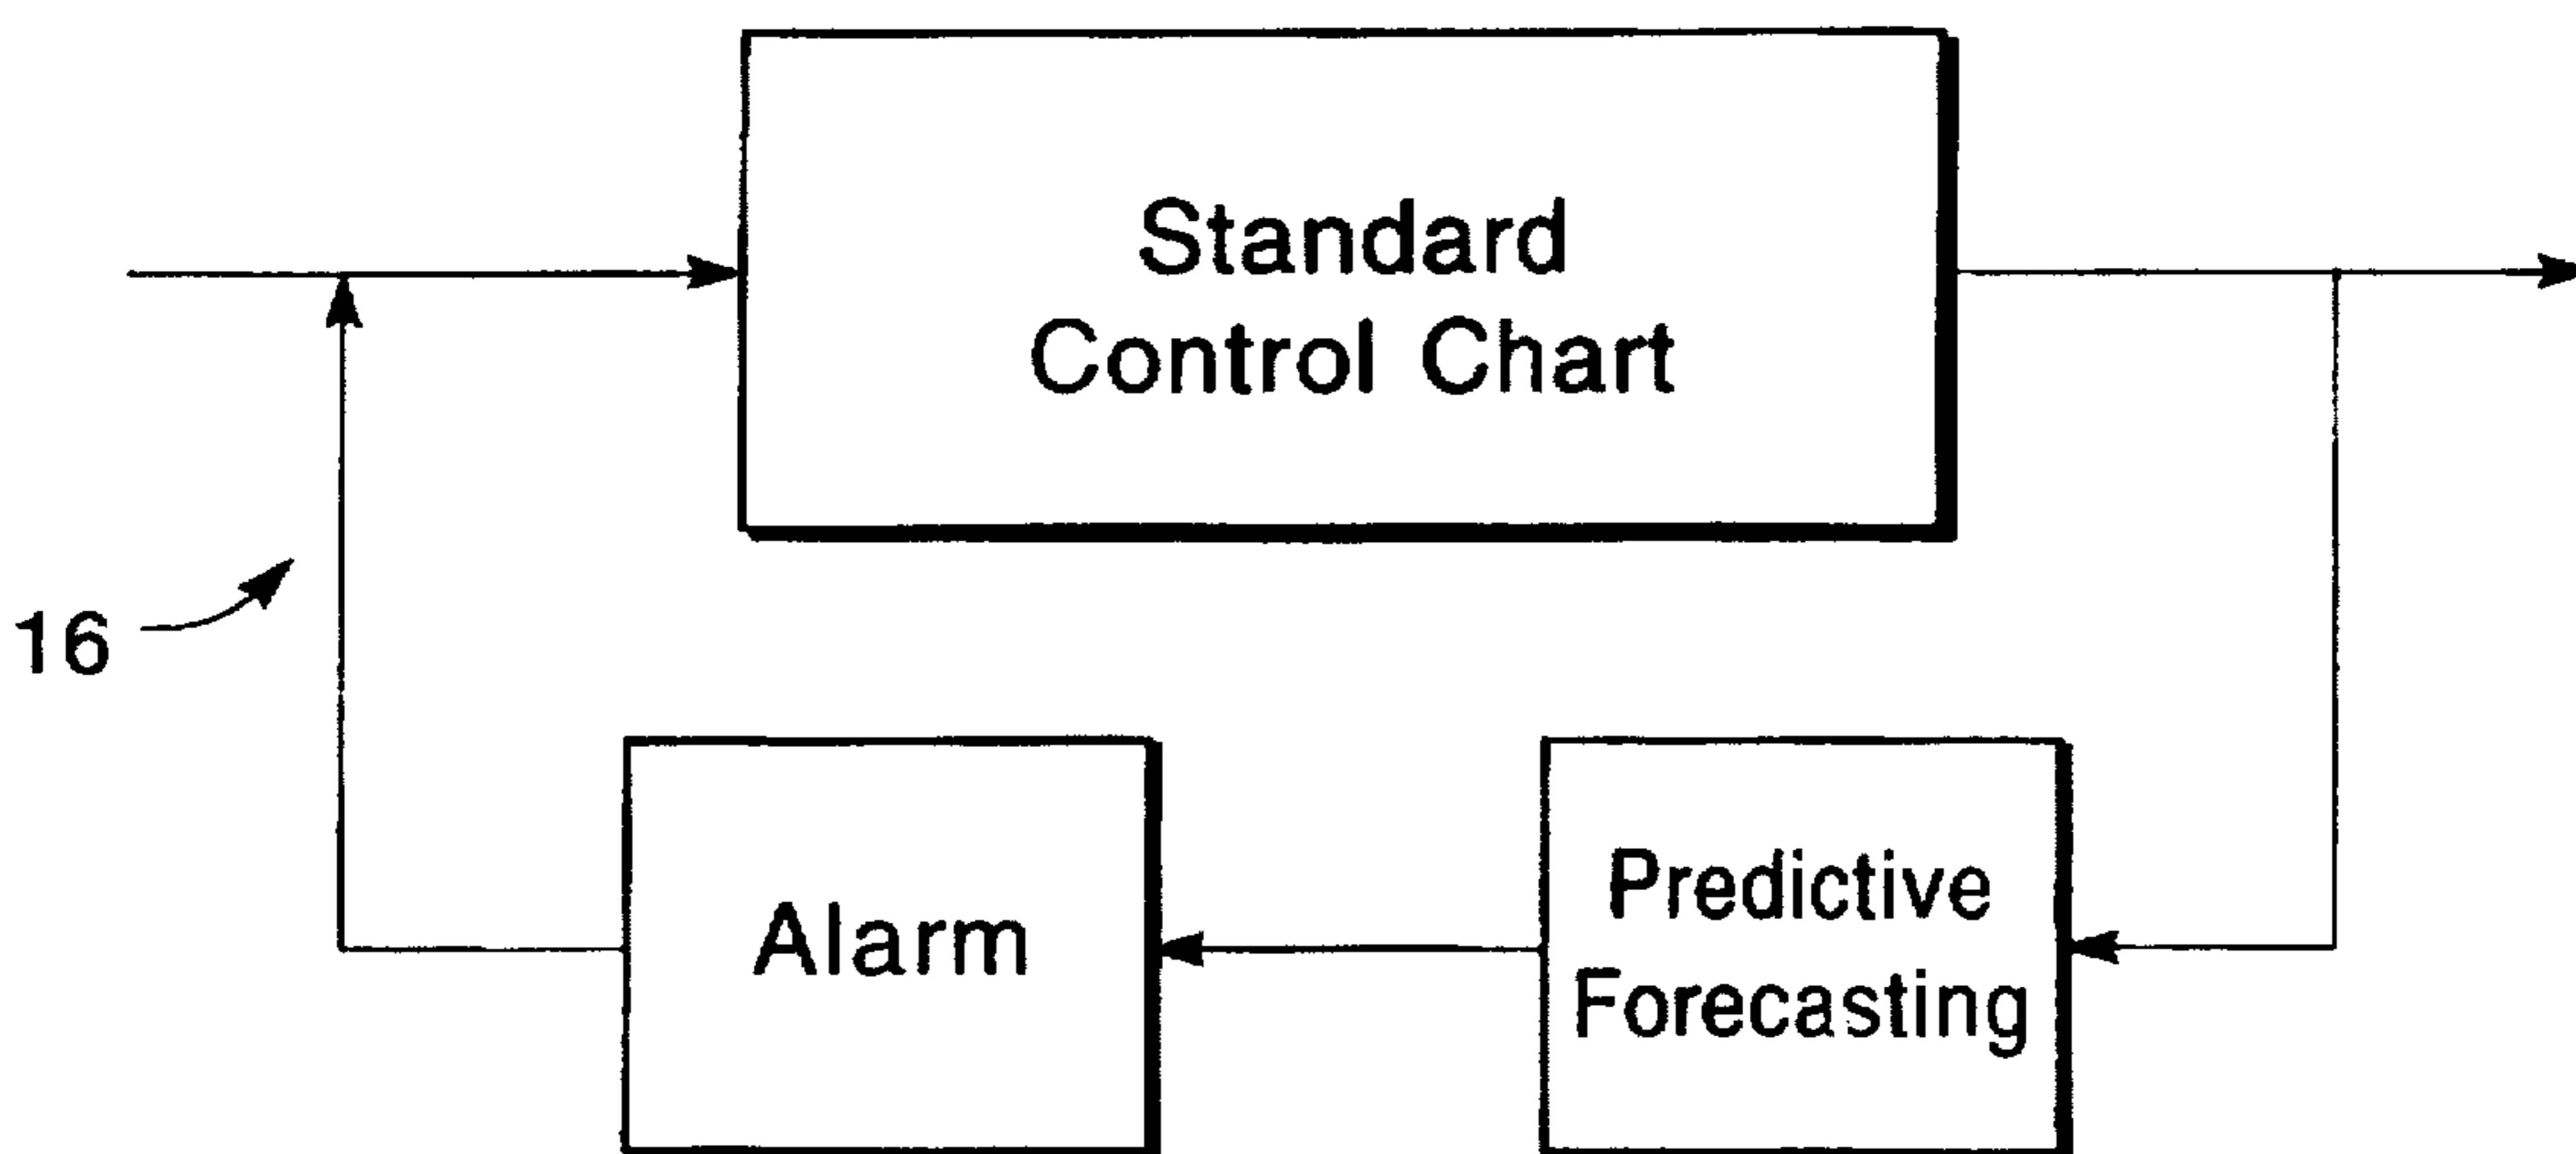 Standard
Control Chart
16
Alarm
Predictive
Forecasting